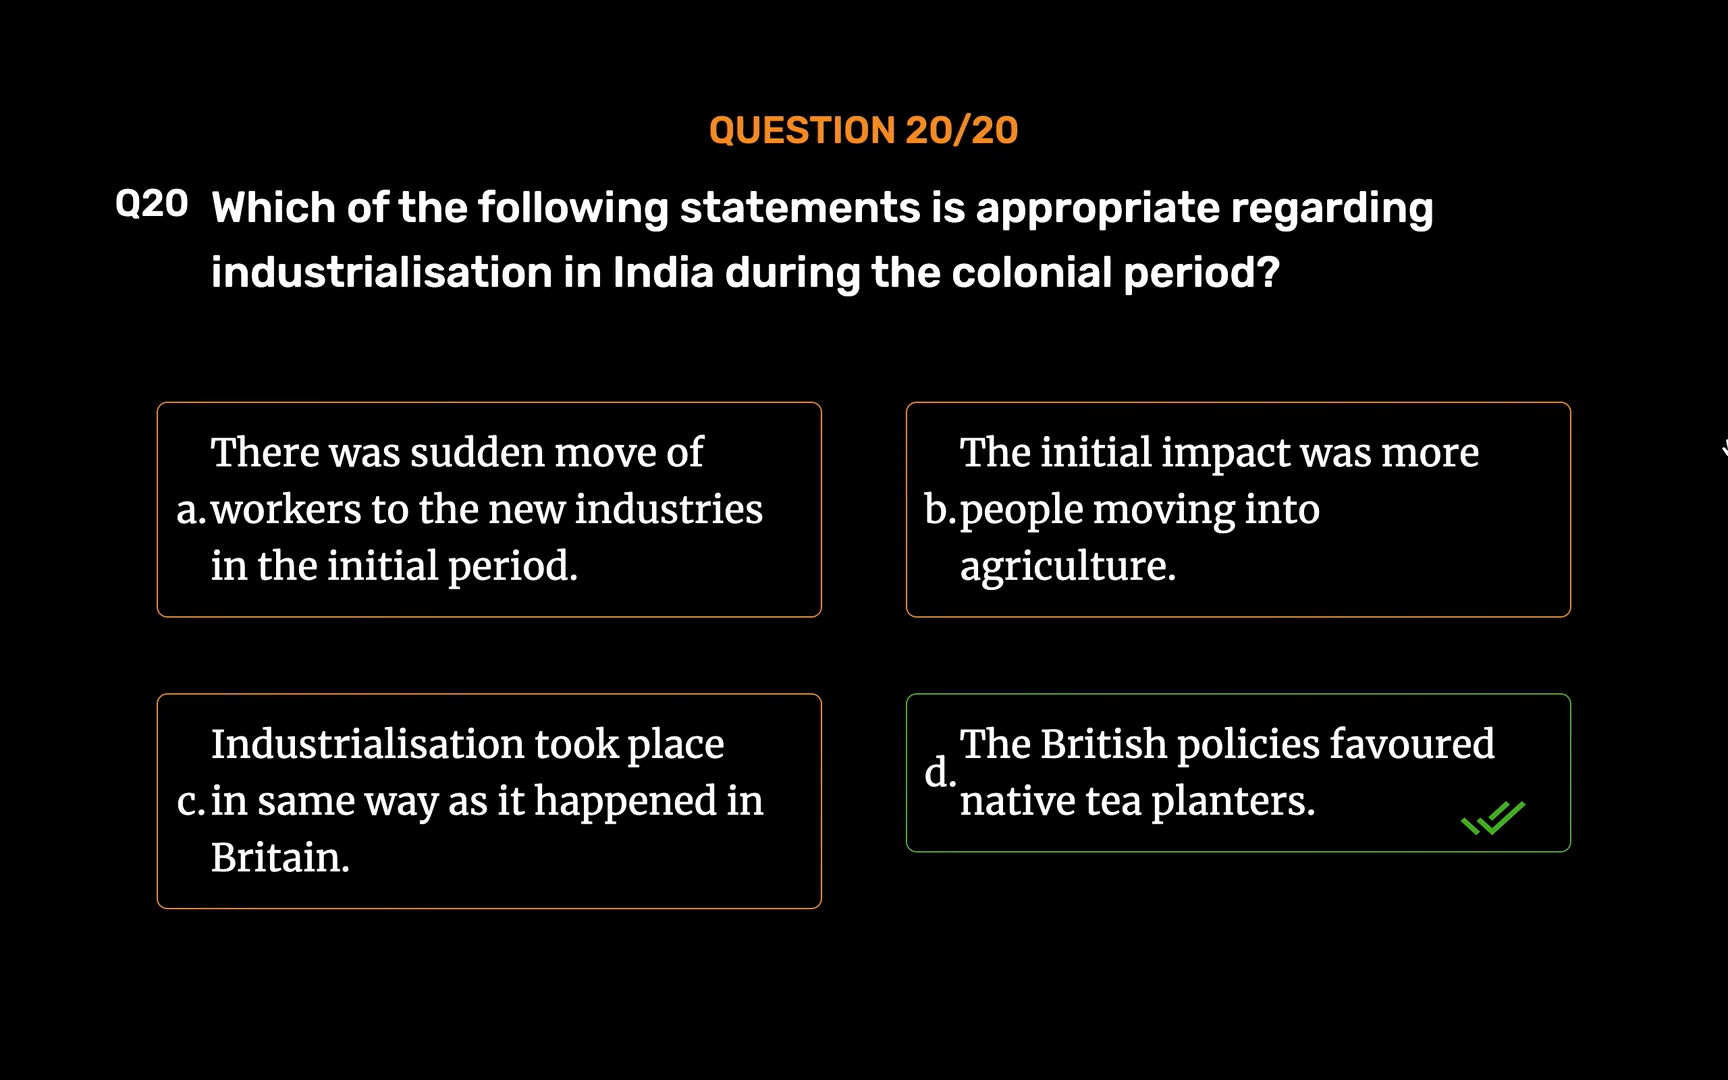 QUESTION 20/20
Q20 Which of the following statements is appropriate regarding
industrialisation in India during the colonial period?
There was sudden move of
a. workers to the new industries
in the initial period.
The initial impact was more
b. people moving into
agriculture.
Industrialisation took place
c. in same way as it happened in
Britain.
The British policies favoured
d. native tea planters.